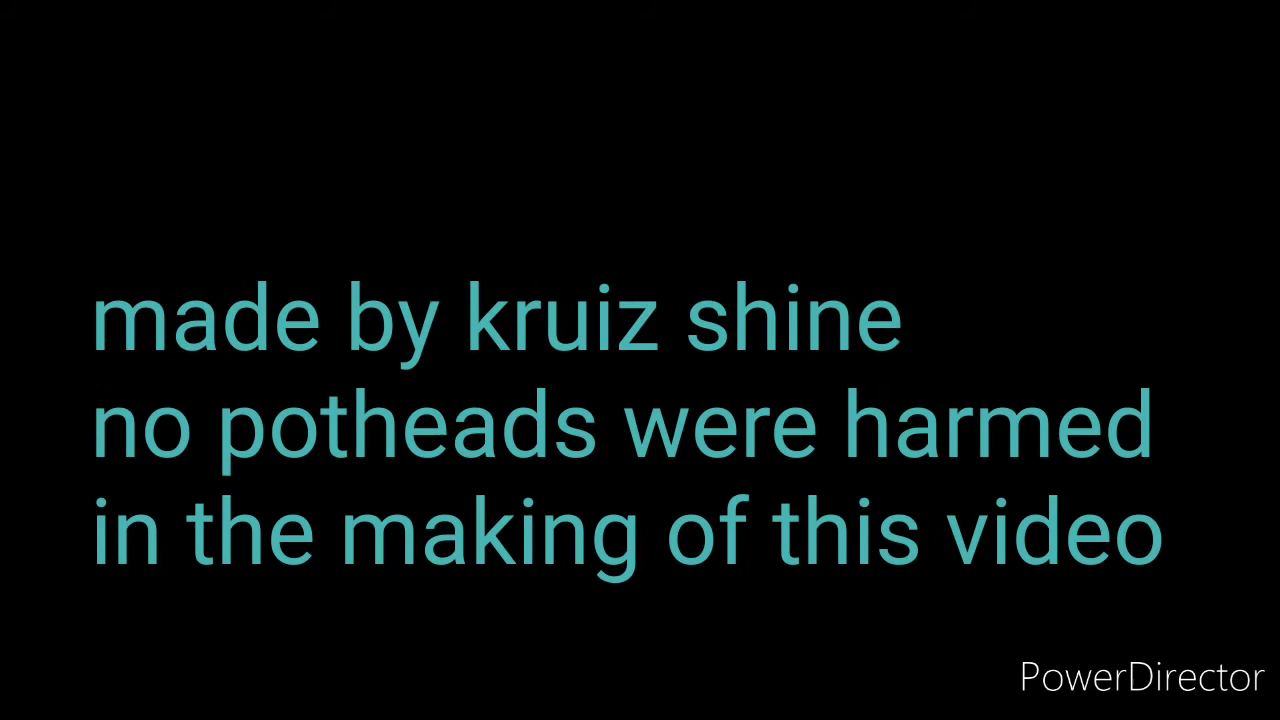 made by kruiz shine
no potheads were harmed
in the making of this video
PowerDirector